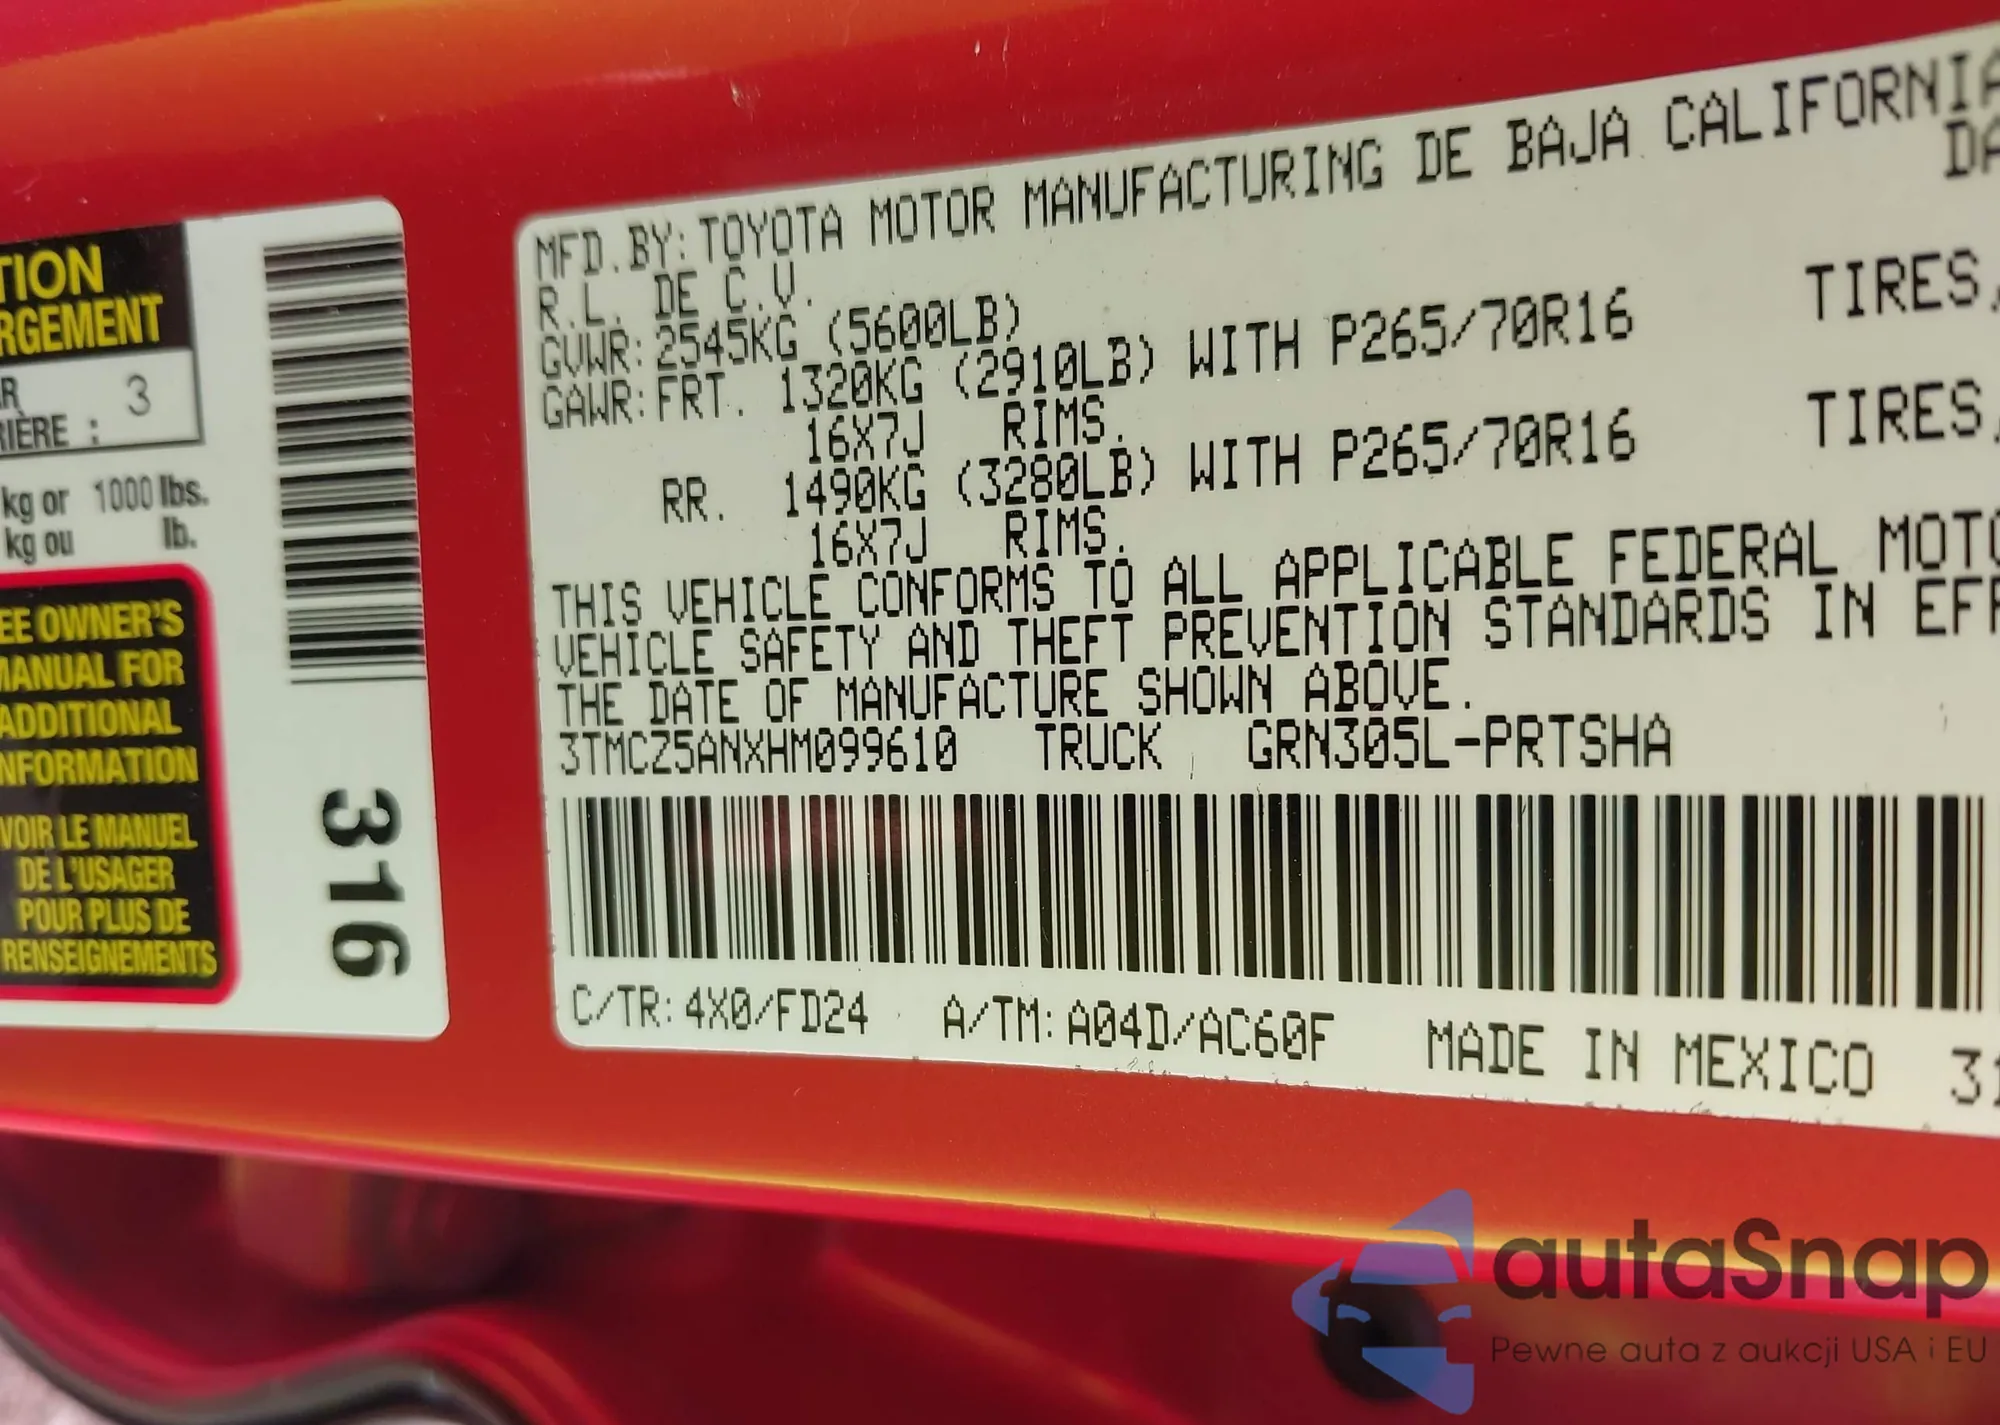 TION
RGEMENT
R
RIÈRE : 3
kg or 1000 lbs.
kg ou lb.
EE OWNER'S
MANUAL FOR
ADDITIONAL
NFORMATION
VOIR LE MANUEL
DE L'USAGER
POUR PLUS DE
RENSEIGNEMENTS
316
MFD.BY: TOYOTA MOTOR MANUFACTURING DE BAJA CALIFORNIA
DA
R.L. DE C.V.
GVWR: 2545KG (5600LB)
GAWR: FRT. 1320KG (2910LB) WITH P265/70R16 TIRES,
16X7J RIMS.
RR. 1490KG (3280LB) WITH P265/70R16 TIRES,
16X7J RIMS.
THIS VEHICLE CONFORMS TO ALL APPLICABLE FEDERAL MOTO
VEHICLE SAFETY AND THEFT PREVENTION STANDARDS IN EFF
THE DATE OF MANUFACTURE SHOWN ABOVE.
3TMCZ5ANXHM099610 TRUCK GRN305L-PRTSHA
C/TR: 4X0/FD24 A/TM: A04D/AC60F MADE IN MEXICO 31
autaSnap
Pewne auta z aukcji USA i EU